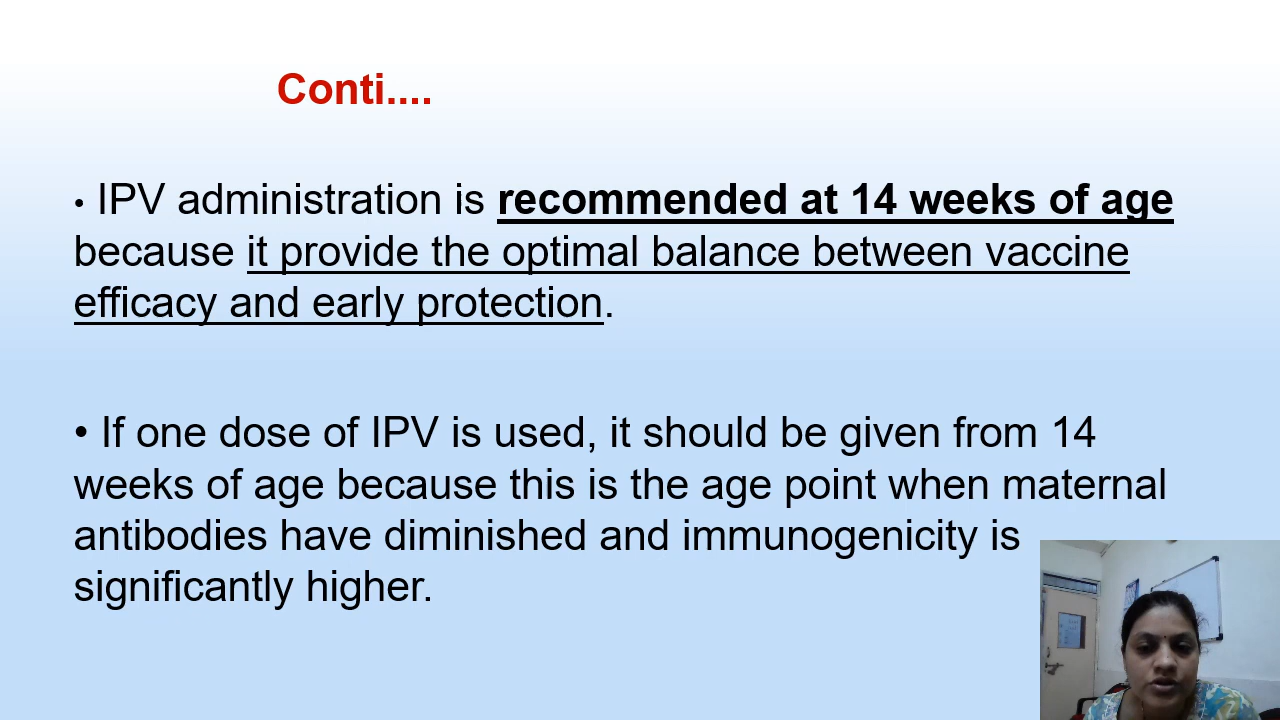 Conti....
• IPV administration is recommended at 14 weeks of age
because it provide the optimal balance between vaccine
efficacy and early protection.
• If one dose of IPV is used, it should be given from 14
weeks of age because this is the age point when maternal
antibodies have diminished and immunogenicity is
significantly higher.